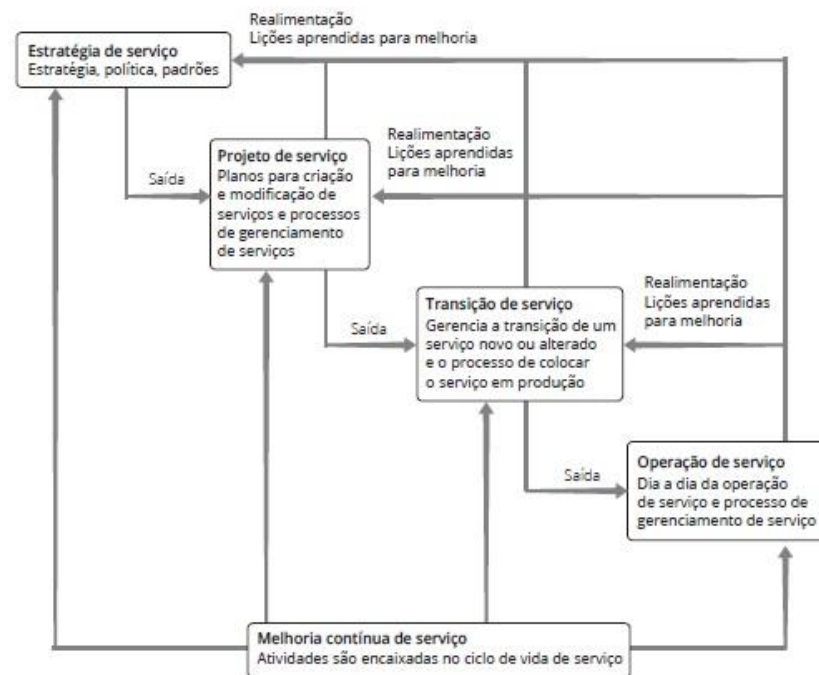 Realimentação
Lições aprendidas para melhoria
Estratégia de serviço
Estratégia, política, padrões
Realimentação
Lições aprendidas
para melhoria
Projeto de serviço
Planos para criação
e modificação de
serviços e processos
de gerenciamento
de serviços
Saída
Realimentação
Lições aprendidas
para melhoria
Transição de serviço
Gerencia a transição de um
serviço novo ou alterado
e o processo de colocar
o serviço em produção
Saída
Operação de serviço
Dia a dia da operação
de serviço e processo de
gerenciamento de serviço
Saída
Melhoria contínua de serviço
Atividades são encaixadas no ciclo de vida de serviço